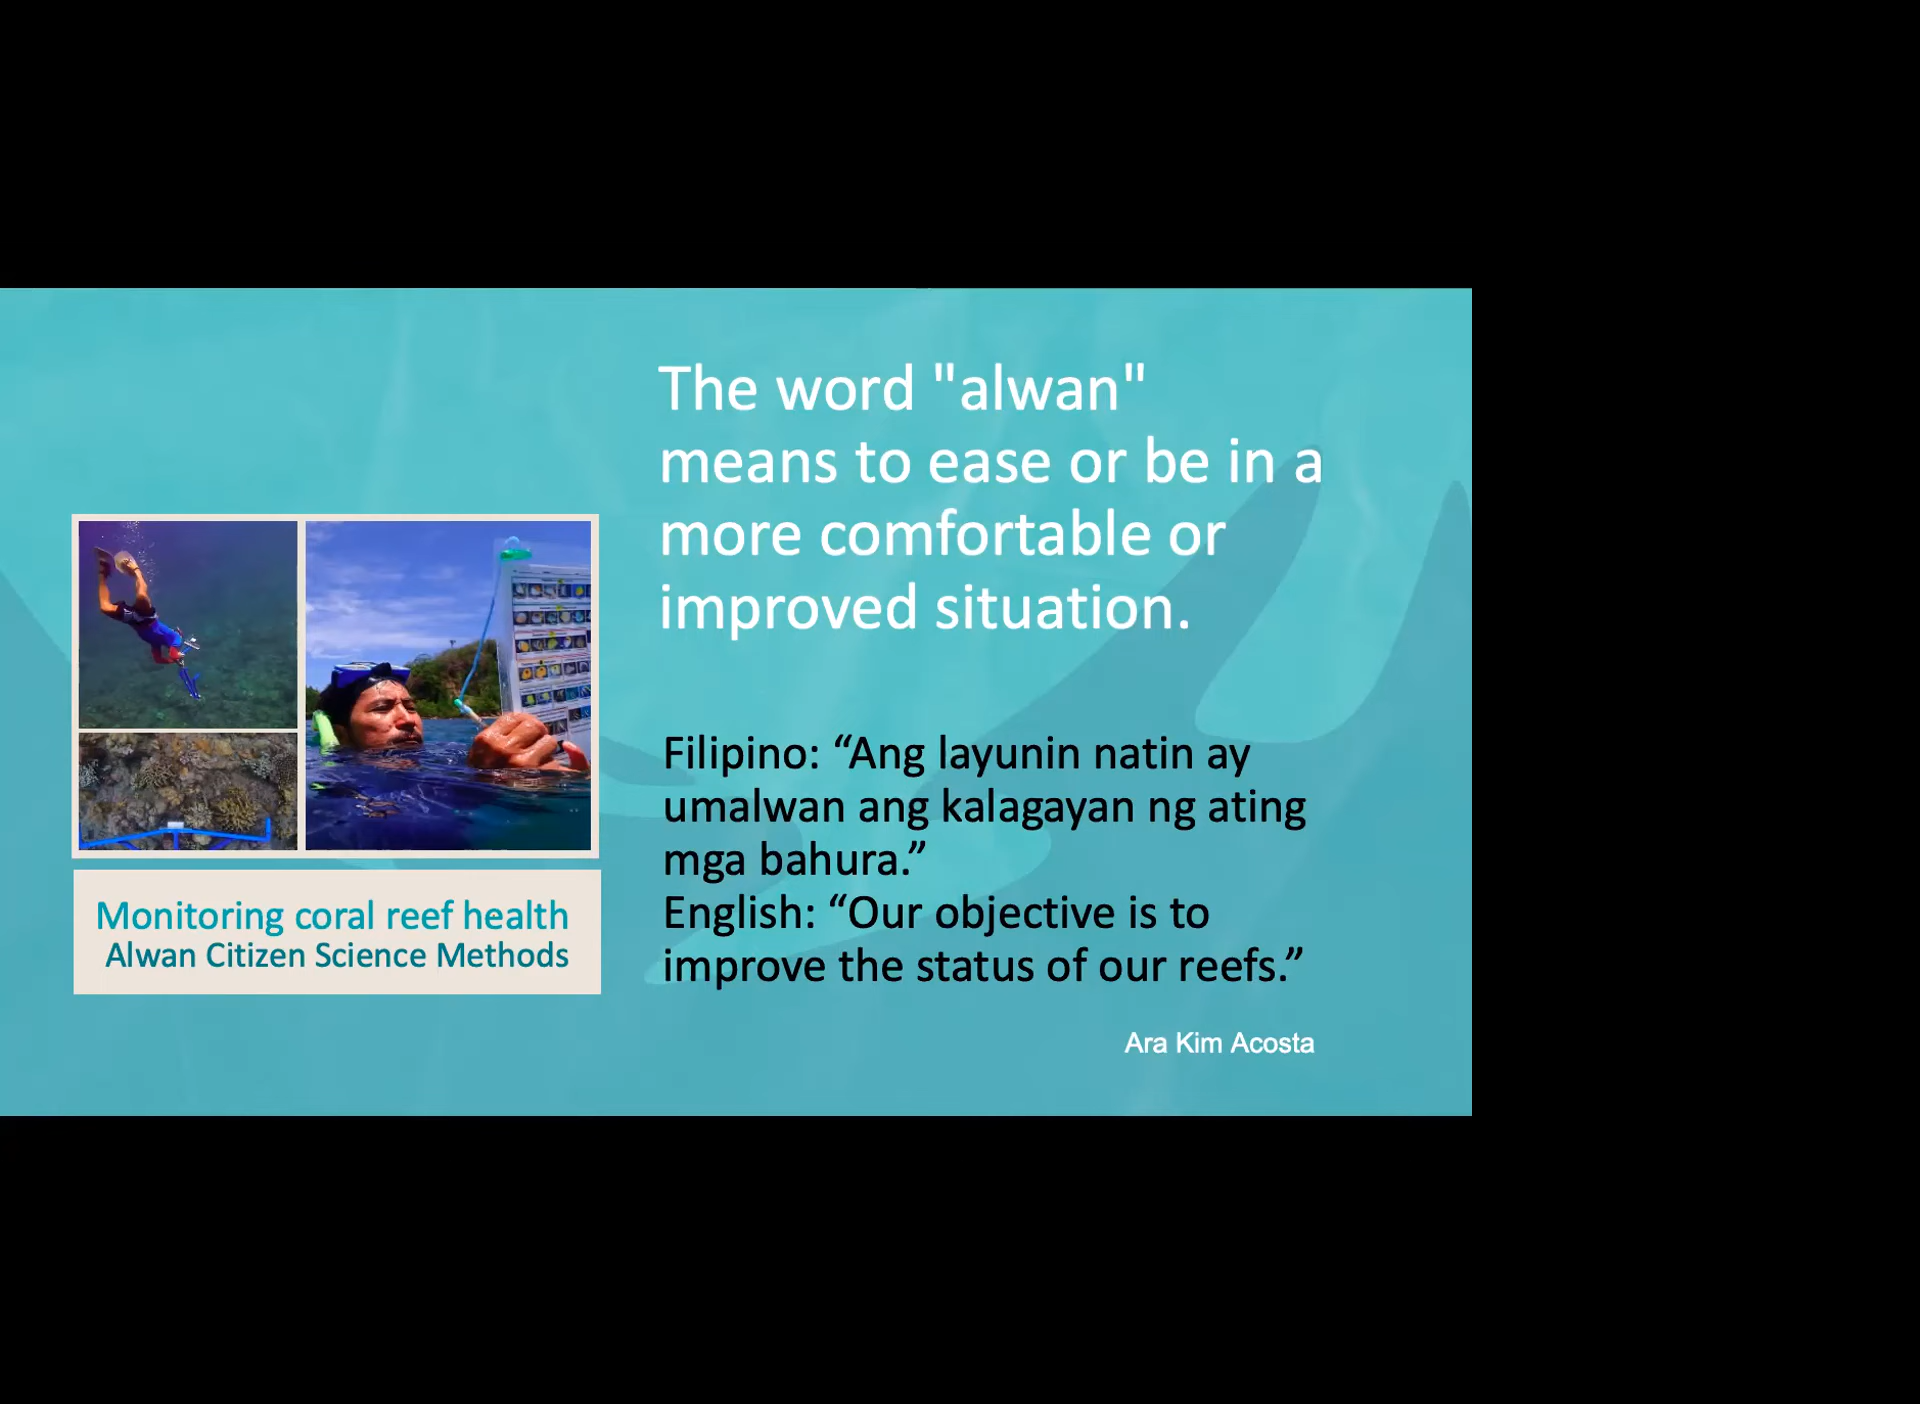 The word "alwan"
means to ease or be in a
more comfortable or
improved situation.
Filipino: “Ang layunin natin ay
umalwan ang kalagayan ng ating
mga bahura.”
English: “Our objective is to
improve the status of our reefs.”
Monitoring coral reef health
Alwan Citizen Science Methods
Ara Kim Acosta